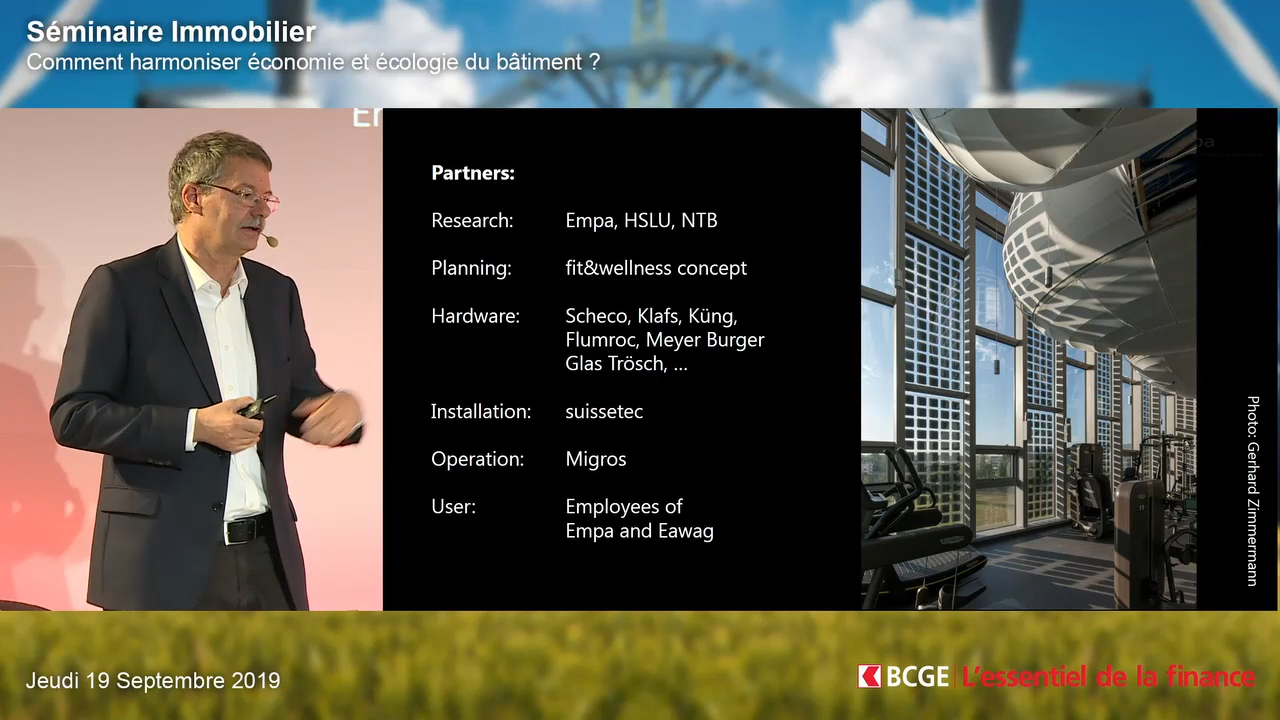 Séminaire Immobilier
Comment harmoniser économie et écologie du bâtiment ?
Partners:
Research: Empa, HSLU, NTB
Planning: fit&wellness concept
Hardware: Scheco, Klafs, Küng,
Flumroc, Meyer Burger
Glas Trösch, ...
Installation: suissetec
Operation: Migros
User: Employees of
Empa and Eawag
Photo: Gerhard Zimmermann
Jeudi 19 Septembre 2019
BCGE L'essentiel de la finance